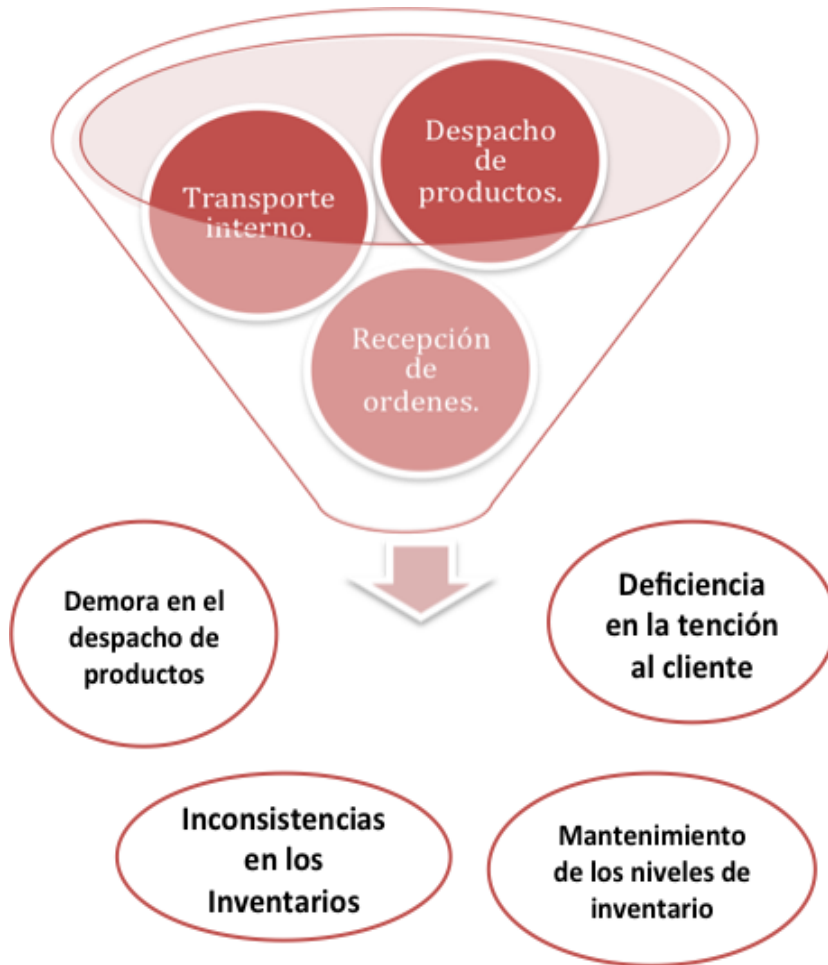 Despacho
de
productos.
Transporte
interno.
Recepción
de
ordenes.
Demora en el
despacho de
productos
Deficiencia
en la tención
al cliente
Inconsistencias
en los
Inventarios
Mantenimiento
de los niveles de
inventario